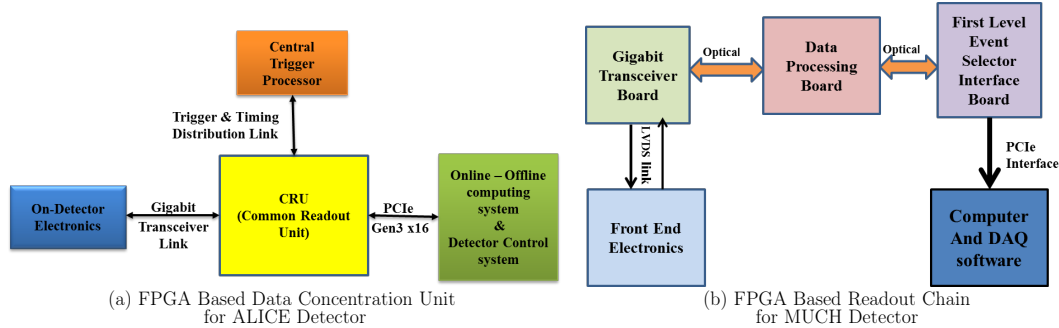 Central
Trigger
Processor
Trigger & Timing
Distribution Link
On-Detector
Electronics
Gigabit
Transceiver
Link
CRU
(Common Readout
Unit)
PCIe
Gen3 x16
Online – Offline
computing
system
&
Detector Control
system
(a) FPGA Based Data Concentration Unit
for ALICE Detector
Gigabit
Transceiver
Board
Optical
Data
Processing
Board
Optical
First Level
Event
Selector
Interface
Board
LVDS link
PCIe
Interface
Front End
Electronics
Computer
And DAQ
software
(b) FPGA Based Readout Chain
for MUCH Detector